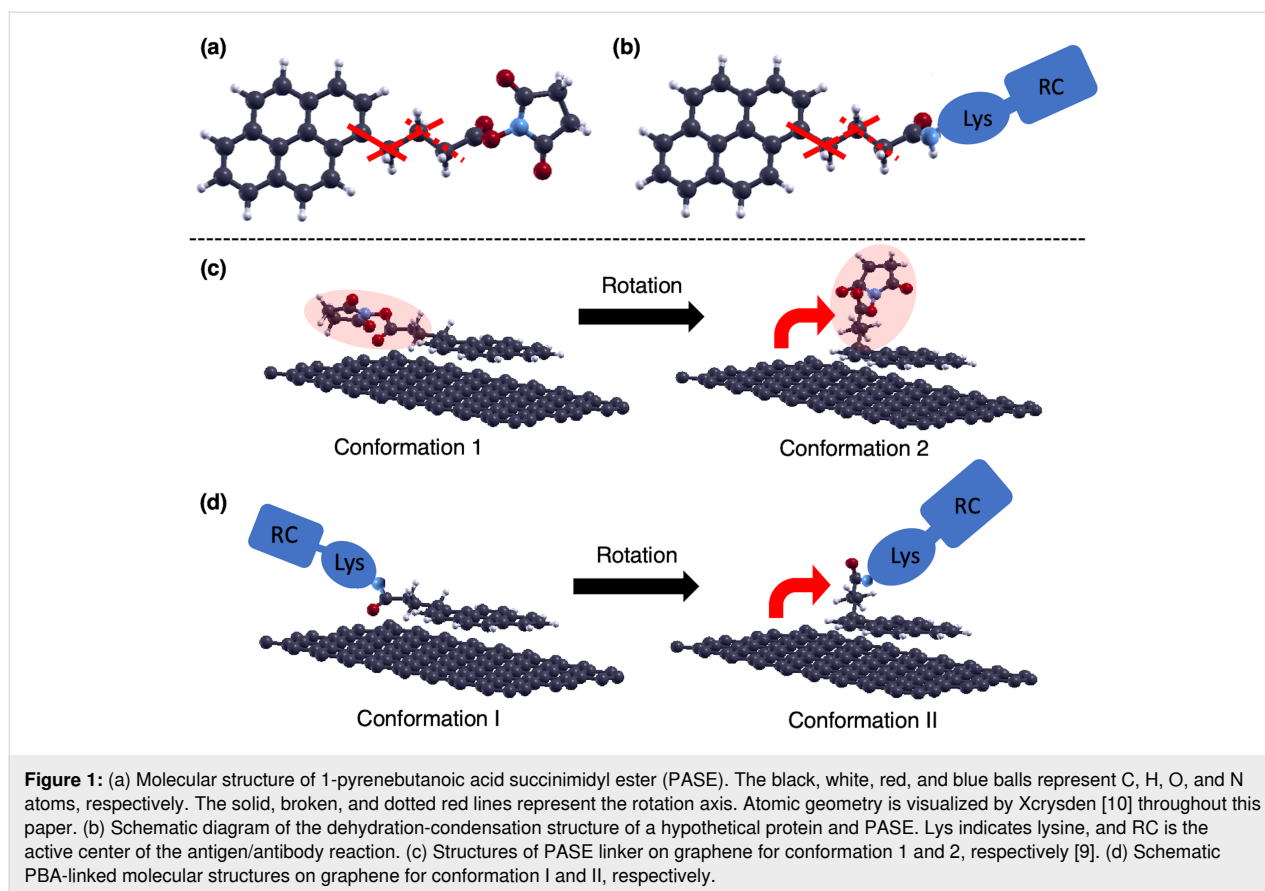 (a)
(b)
RC
Lys
(c)
Rotation
Conformation 1
Conformation 2
(d)
RC
Lys
Rotation
RC
Lys
Conformation I
Conformation II
Figure 1: (a) Molecular structure of 1-pyrenebutanoic acid succinimidyl ester (PASE). The black, white, red, and blue balls represent C, H, O, and N
atoms, respectively. The solid, broken, and dotted red lines represent the rotation axis. Atomic geometry is visualized by Xcrysden [10] throughout this
paper. (b) Schematic diagram of the dehydration-condensation structure of a hypothetical protein and PASE. Lys indicates lysine, and RC is the
active center of the antigen/antibody reaction. (c) Structures of PASE linker on graphene for conformation 1 and 2, respectively [9]. (d) Schematic
PBA-linked molecular structures on graphene for conformation I and II, respectively.